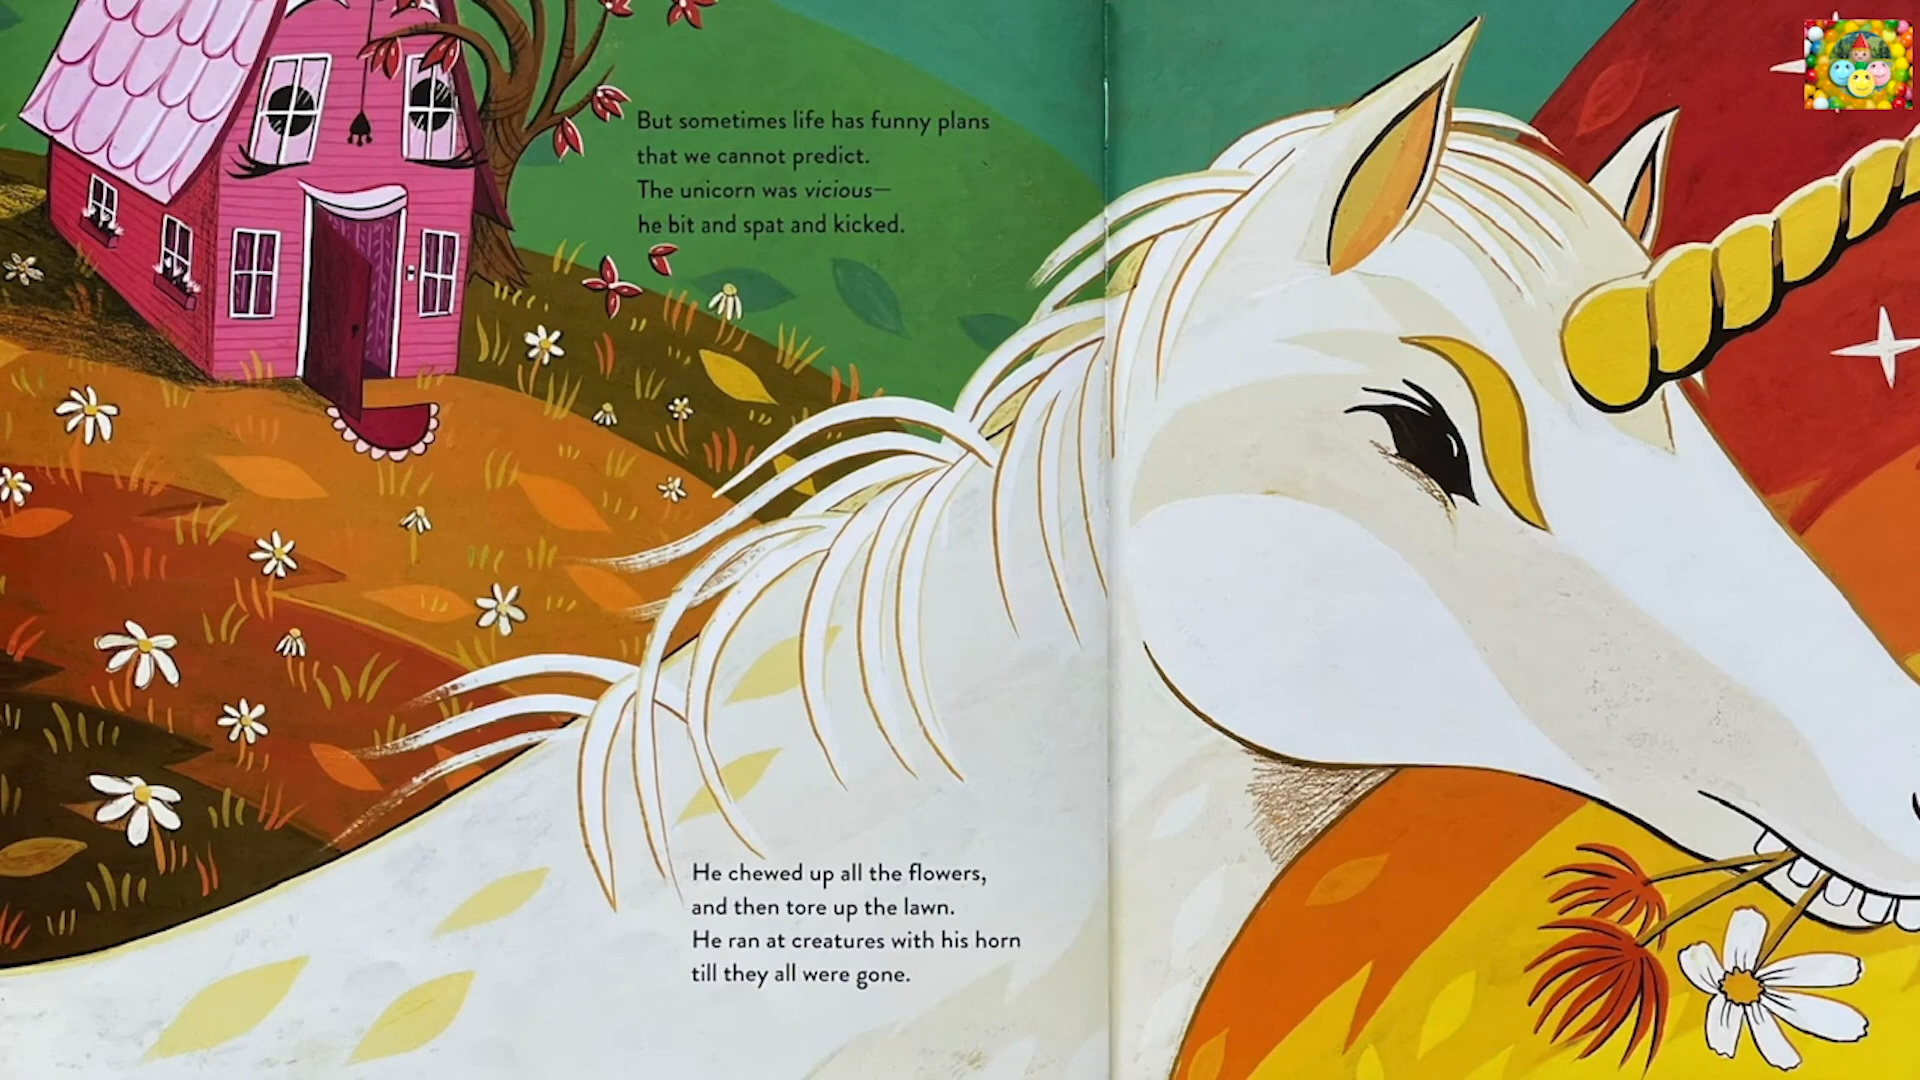 But sometimes life has funny plans
that we cannot predict.
The unicorn was vicious—
he bit and spat and kicked.
He chewed up all the flowers,
and then tore up the lawn.
He ran at creatures with his horn
till they all were gone.